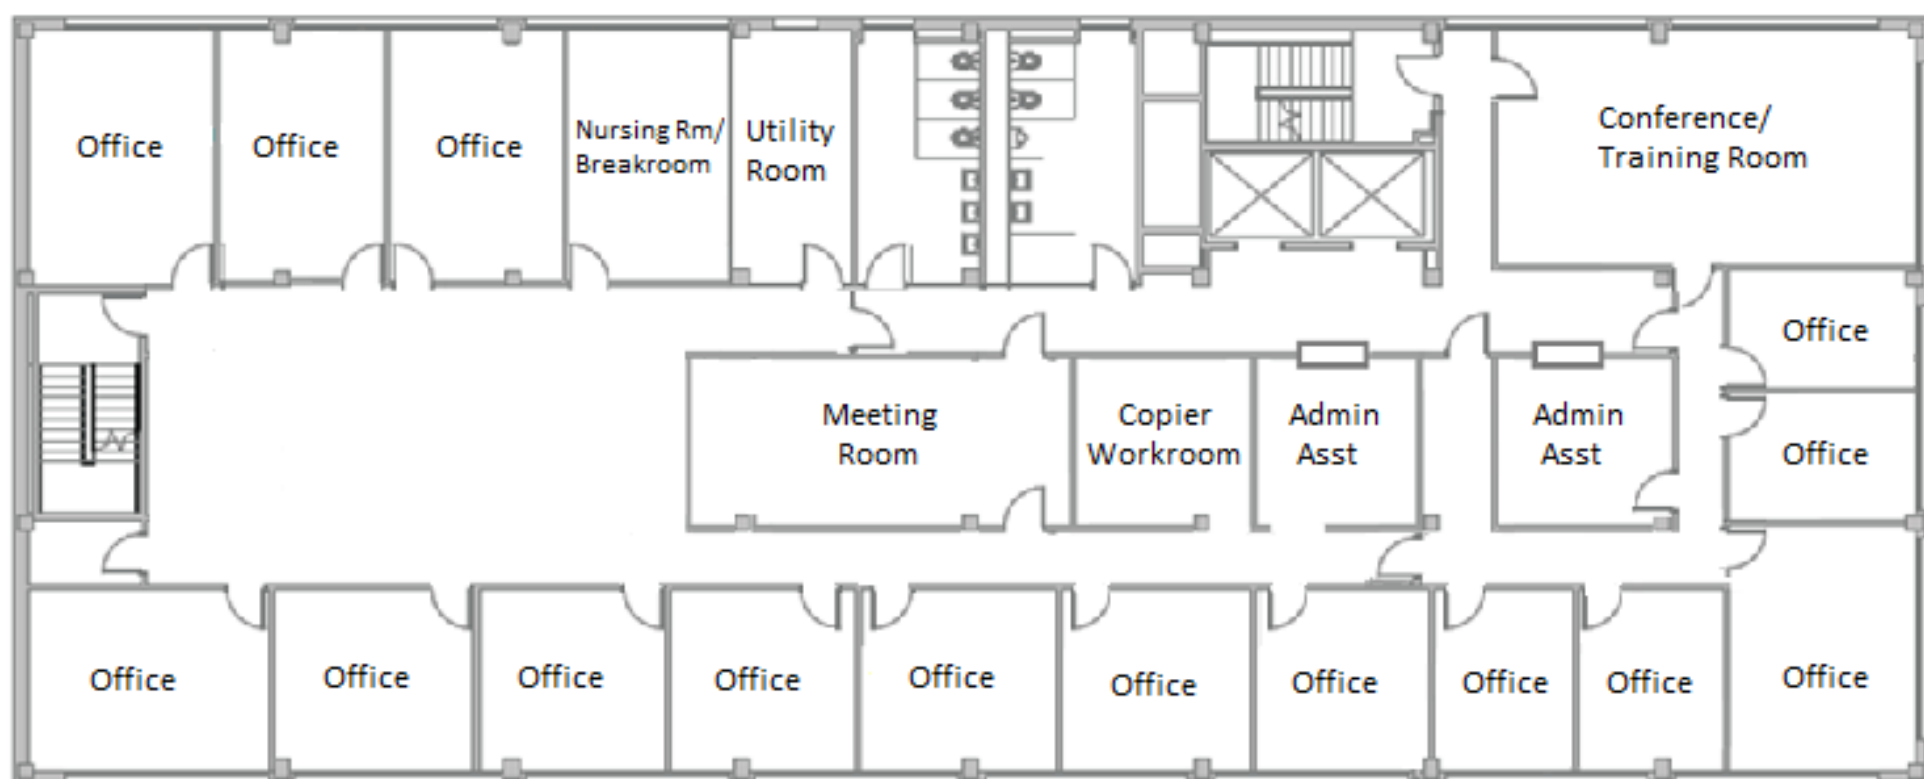 Office
Office
Office
Nursing Rm/
Breakroom
Utility
Room
Conference/
Training Room
Office
Meeting
Room
Copier
Workroom
Admin
Asst
Admin
Asst
Office
Office
Office
Office
Office
Office
Office
Office
Office
Office
Office